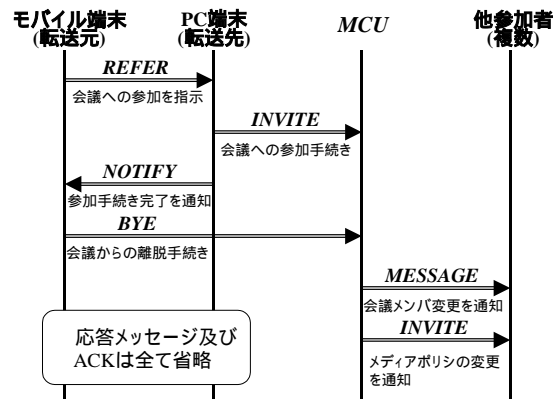 モバイル端末
(転送元)
PC端末
(転送先)
MCU
他参加者
(複数)
REFER
会議への参加を指示
INVITE
会議への参加手続き
NOTIFY
参加手続き完了を通知
BYE
会議からの離脱手続き
MESSAGE
会議メンバ変更を通知
INVITE
メディアポリシの変更
を通知
応答メッセージ及び
ACKは全て省略